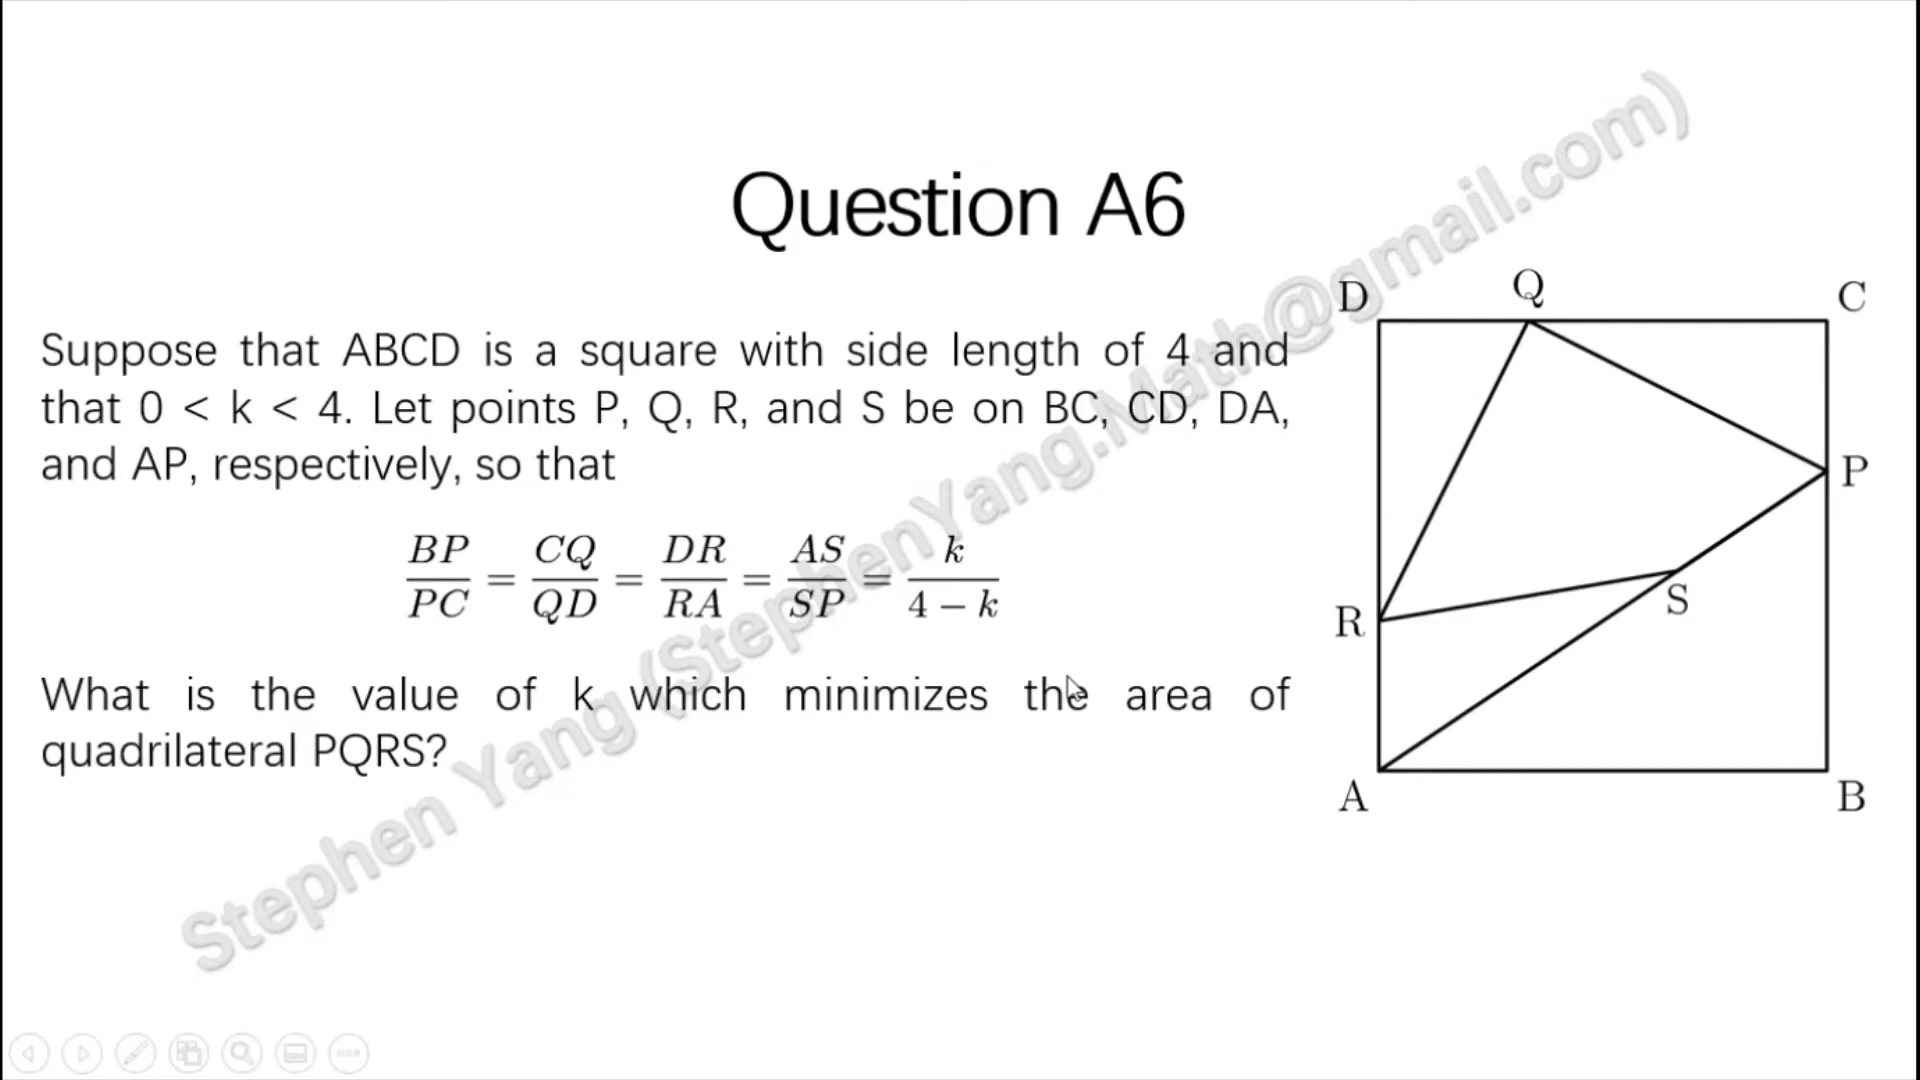 Question A6
Suppose that ABCD is a square with side length of 4 and
that 0 < k < 4. Let points P, Q, R, and S be on BC, CD, DA,
and AP, respectively, so that
BP/PC = CQ/QD = DR/RA = AS/SP = k/(4 − k)
What is the value of k which minimizes the area of
quadrilateral PQRS?
D Q C
P
S
R
A B
Stephen Yang (StephenYang.Math@gmail.com)